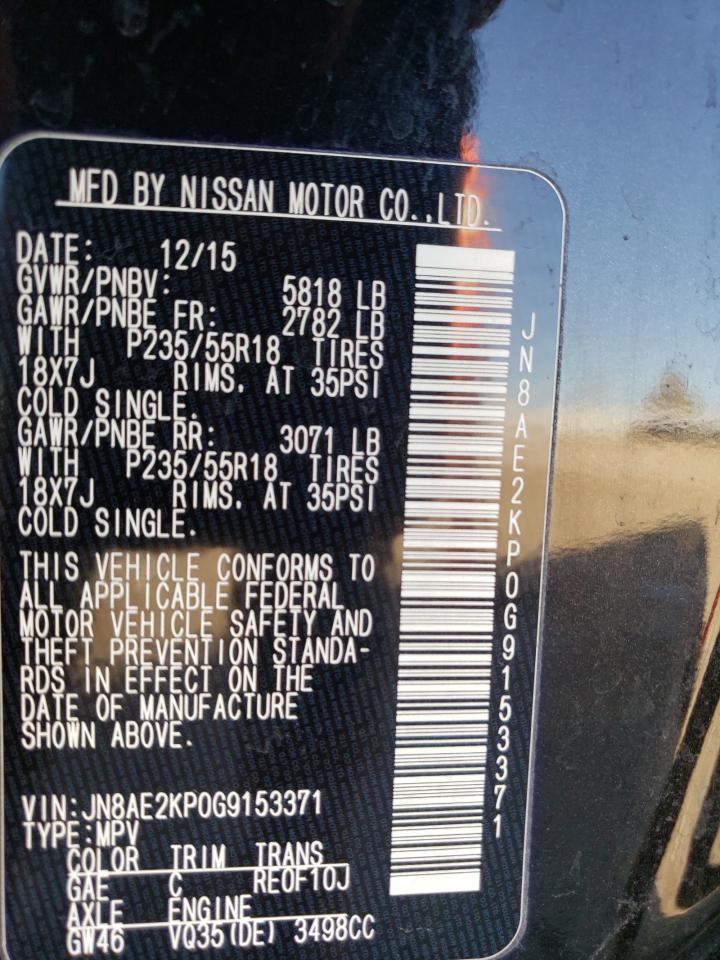 MFD BY NISSAN MOTOR CO.,LTD.
DATE: 12/15
GVWR/PNBV: 5818 LB
GAWR/PNBE FR: 2782 LB
WITH P235/55R18 TIRES
18X7J RIMS. AT 35PSI
COLD SINGLE.
GAWR/PNBE RR: 3071 LB
WITH P235/55R18 TIRES
18X7J RIMS. AT 35PSI
COLD SINGLE.
THIS VEHICLE CONFORMS TO
ALL APPLICABLE FEDERAL
MOTOR VEHICLE SAFETY AND
THEFT PREVENTION STANDA-
RDS IN EFFECT ON THE
DATE OF MANUFACTURE
SHOWN ABOVE.
VIN:JN8AE2KP0G9153371
TYPE:MPV
COLOR TRIM TRANS
GAE C RE0F10J
AXLE ENGINE
GW46 VQ35(DE) 3498CC
JN8AE2KP0G9153371